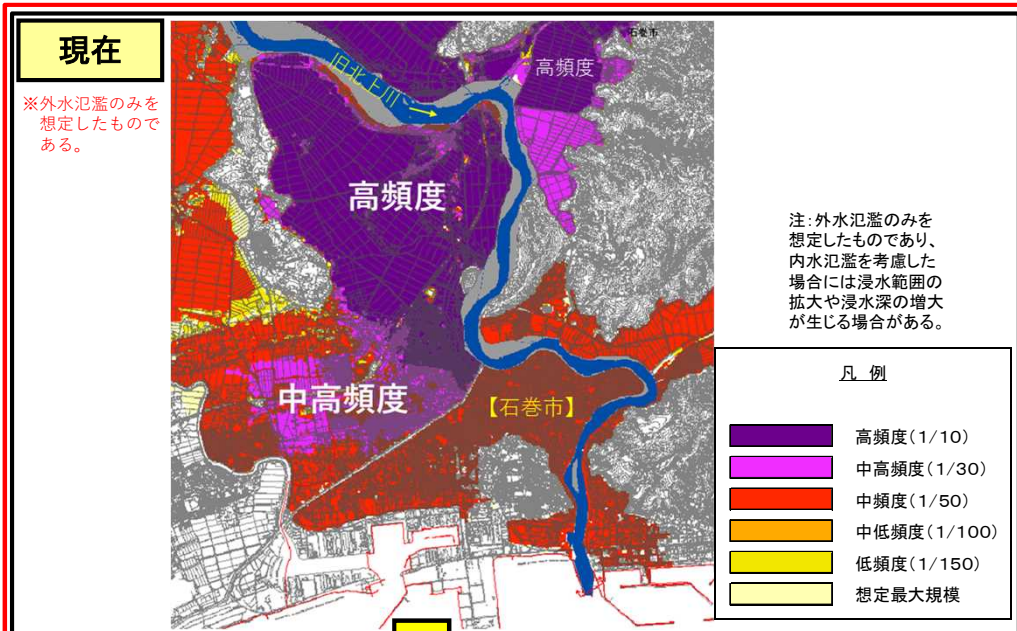 現在
※外水氾濫のみを
想定したもので
ある。
石巻市
高頻度
旧北上川
高頻度
中高頻度
【石巻市】
注:外水氾濫のみを
想定したものであり、
内水氾濫を考慮した
場合には浸水範囲の
拡大や浸水深の増大
が生じる場合がある。
凡 例
高頻度(1/10)
中高頻度(1/30)
中頻度(1/50)
中低頻度(1/100)
低頻度(1/150)
想定最大規模